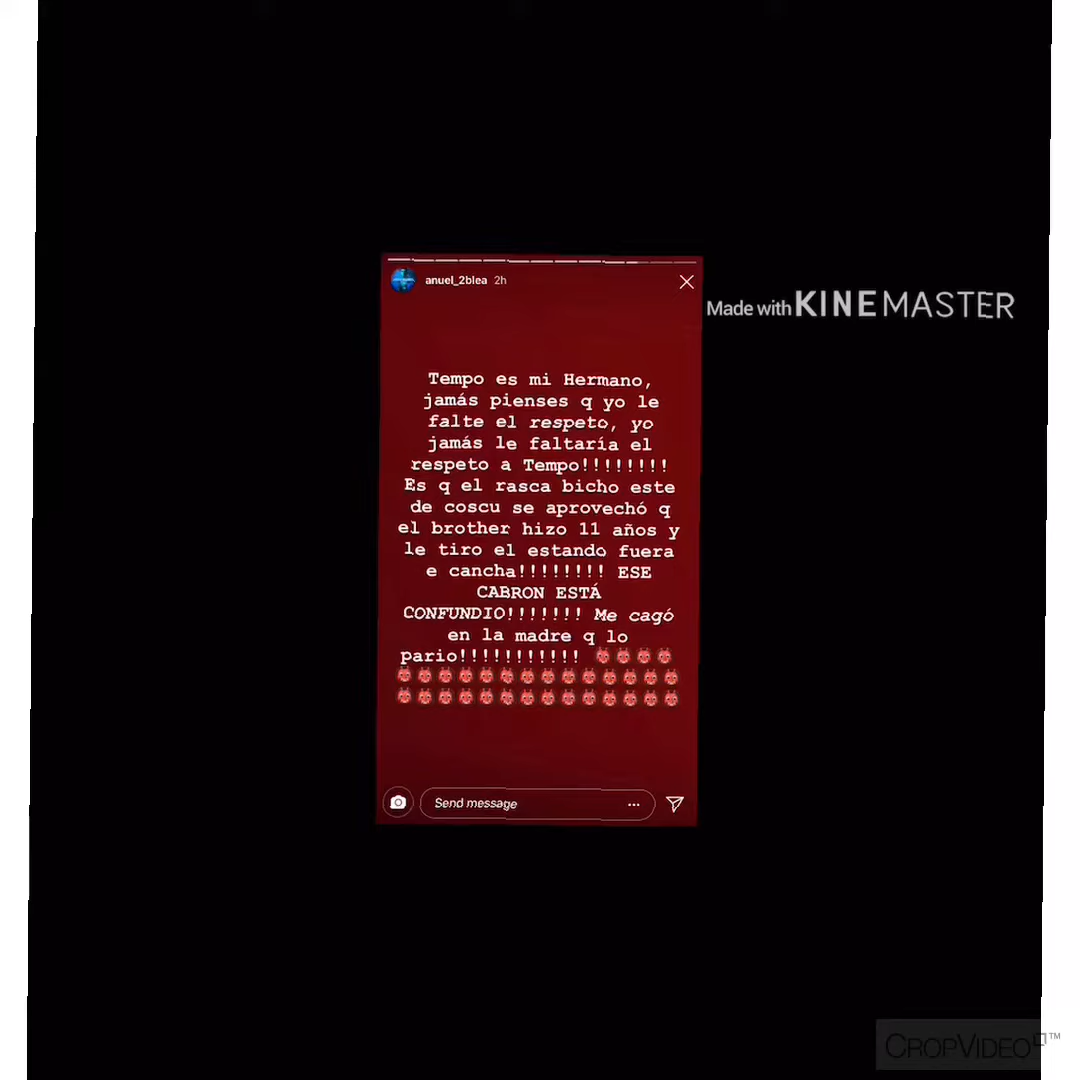 anuel_2blea 2h
Made with KINEMASTER
Tempo es mi Hermano,
jamás pienses q yo le
falte el respeto, yo
jamás le faltaría el
respeto a Tempo!!!!!!!!
Es q el rasca bicho este
de coscu se aprovechó q
el brother hizo 11 años y
le tiro el estando fuera
e cancha!!!!!!!! ESE
CABRON ESTÁ
CONFUNDIO!!!!!!! Me cagó
en la madre q lo
pario!!!!!!!!!!! 👹👹👹👹
👹👹👹👹👹👹👹👹👹👹👹👹👹👹
👹👹👹👹👹👹👹👹👹👹👹👹👹👹
Send message
CROPVIDEO™